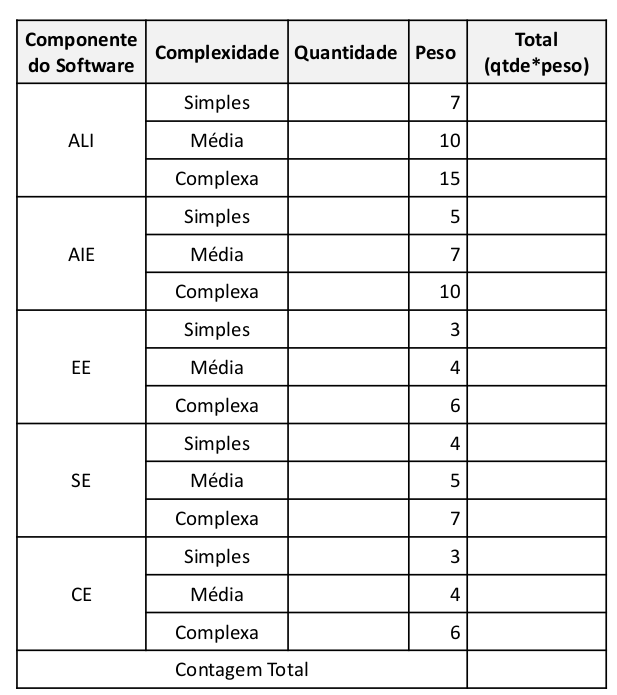 Componente do Software Complexidade Quantidade Peso Total (qtde*peso)
ALI
Simples 7
Média 10
Complexa 15
AIE
Simples 5
Média 7
Complexa 10
EE
Simples 3
Média 4
Complexa 6
SE
Simples 4
Média 5
Complexa 7
CE
Simples 3
Média 4
Complexa 6
Contagem Total